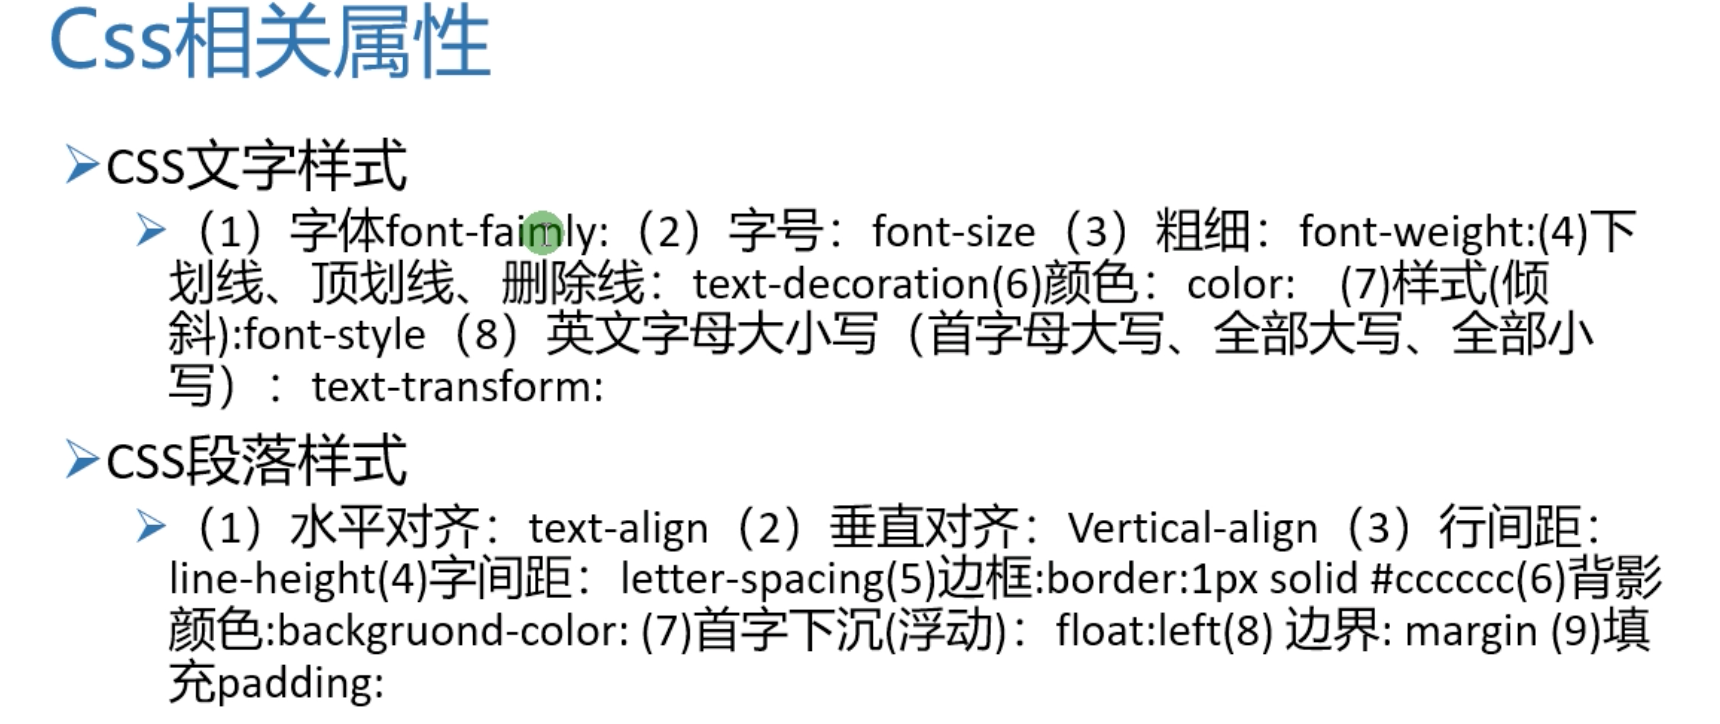 Css相关属性
CSS文字样式
（1）字体font-faimly:（2）字号：font-size（3）粗细：font-weight:(4)下
划线、顶划线、删除线：text-decoration(6)颜色：color: (7)样式(倾
斜):font-style（8）英文字母大小写（首字母大写、全部大写、全部小
写）：text-transform:
CSS段落样式
（1）水平对齐：text-align（2）垂直对齐：Vertical-align（3）行间距：
line-height(4)字间距：letter-spacing(5)边框:border:1px solid #cccccc(6)背影
颜色:backgruond-color: (7)首字下沉(浮动)：float:left(8) 边界: margin (9)填
充padding: